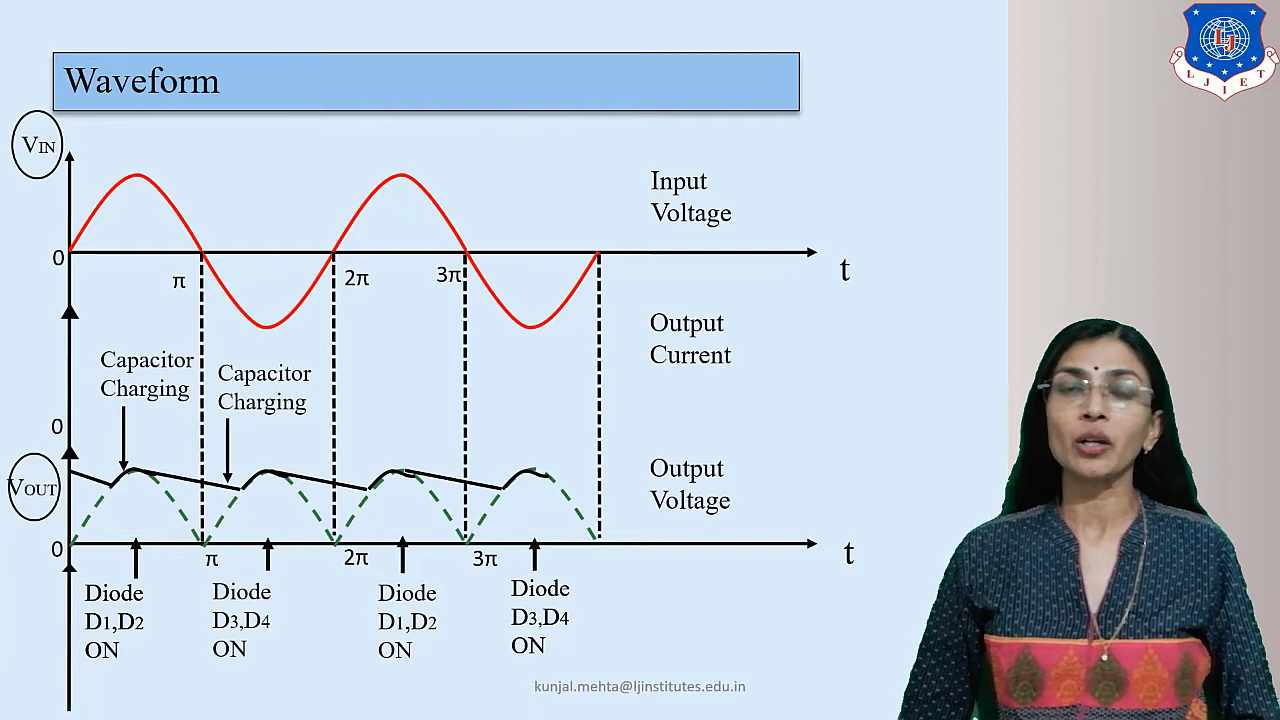 Waveform
VIN
Input
Voltage
0
π
2π
3π
t
Output
Current
Capacitor
Charging
Capacitor
Charging
0
VOUT
Output
Voltage
0
π
2π
3π
t
Diode
D1,D2
ON
Diode
D3,D4
ON
Diode
D1,D2
ON
Diode
D3,D4
ON
kunjal.mehta@ljinstitutes.edu.in
LJ
L J I E T